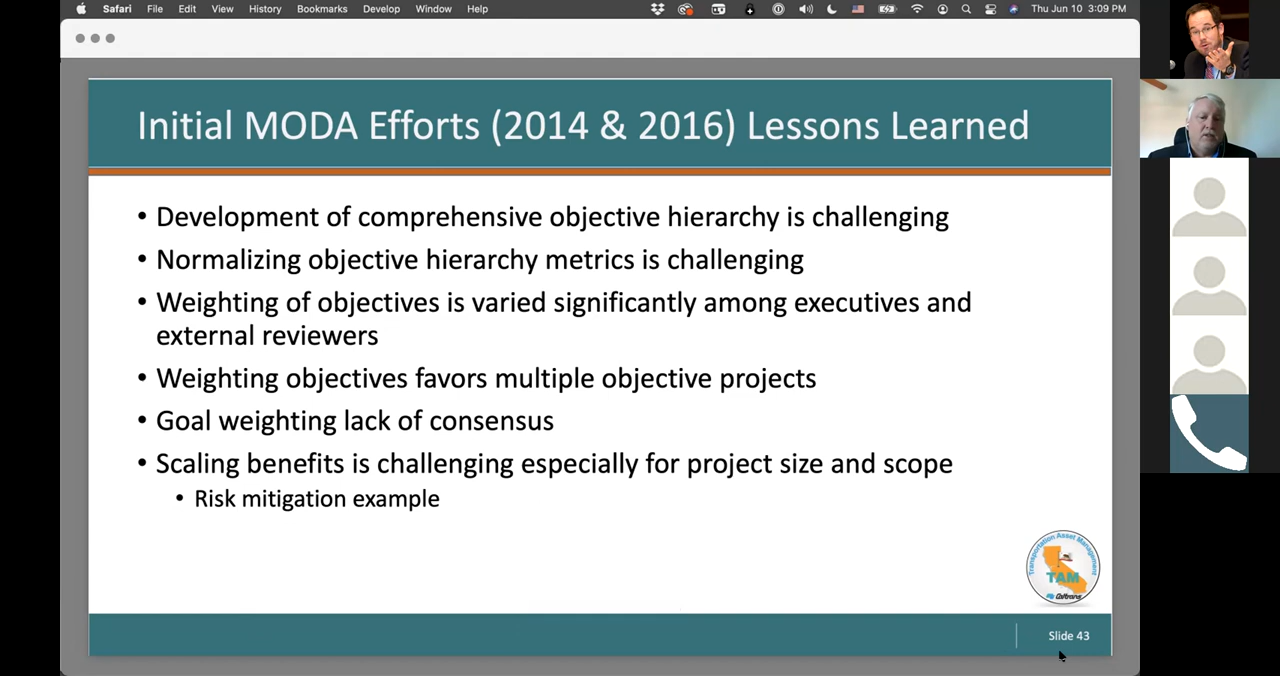 Safari File Edit View History Bookmarks Develop Window Help Thu Jun 10 3:09 PM
Initial MODA Efforts (2014 & 2016) Lessons Learned
• Development of comprehensive objective hierarchy is challenging
• Normalizing objective hierarchy metrics is challenging
• Weighting of objectives is varied significantly among executives and
external reviewers
• Weighting objectives favors multiple objective projects
• Goal weighting lack of consensus
• Scaling benefits is challenging especially for project size and scope
• Risk mitigation example
Transportation Asset Management
TAM
Caltrans
Slide 43